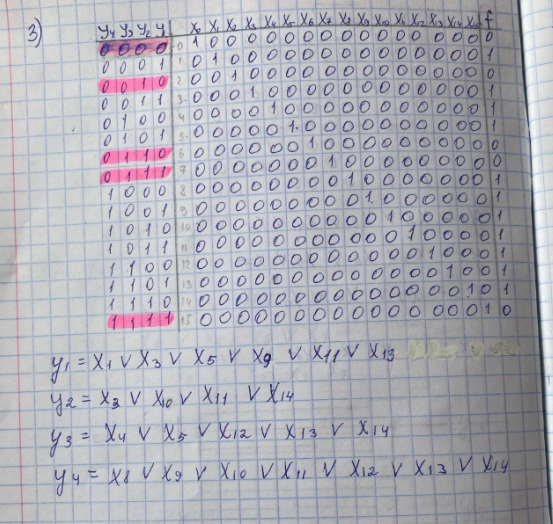 3)
y₄ y₃ y₂ y₁ x₀ x₁ x₂ x₃ x₄ x₅ x₆ x₇ x₈ x₉ x₁₀ x₁₁ x₁₂ x₁₃ x₁₄ x₁₅ f
0 0 0 0 0 1 0 0 0 0 0 0 0 0 0 0 0 0 0 0 0 0
0 0 0 1 1 0 1 0 0 0 0 0 0 0 0 0 0 0 0 0 0 1
0 0 1 0 2 0 0 1 0 0 0 0 0 0 0 0 0 0 0 0 0 0
0 0 1 1 3 0 0 0 1 0 0 0 0 0 0 0 0 0 0 0 0 1
0 1 0 0 4 0 0 0 0 1 0 0 0 0 0 0 0 0 0 0 0 1
0 1 0 1 5 0 0 0 0 0 1 0 0 0 0 0 0 0 0 0 0 1
0 1 1 0 6 0 0 0 0 0 0 1 0 0 0 0 0 0 0 0 0 0
0 1 1 1 7 0 0 0 0 0 0 0 1 0 0 0 0 0 0 0 0 0
1 0 0 0 8 0 0 0 0 0 0 0 0 1 0 0 0 0 0 0 0 1
1 0 0 1 9 0 0 0 0 0 0 0 0 0 1 0 0 0 0 0 0 1
1 0 1 0 10 0 0 0 0 0 0 0 0 0 0 1 0 0 0 0 0 1
1 0 1 1 11 0 0 0 0 0 0 0 0 0 0 0 1 0 0 0 0 1
1 1 0 0 12 0 0 0 0 0 0 0 0 0 0 0 0 1 0 0 0 1
1 1 0 1 13 0 0 0 0 0 0 0 0 0 0 0 0 0 1 0 0 1
1 1 1 0 14 0 0 0 0 0 0 0 0 0 0 0 0 0 0 1 0 1
1 1 1 1 15 0 0 0 0 0 0 0 0 0 0 0 0 0 0 0 1 0
y₁ = x₁ ∨ x₃ ∨ x₅ ∨ x₉ ∨ x₁₁ ∨ x₁₃
y₂ = x₃ ∨ x₁₀ ∨ x₁₁ ∨ x₁₄
y₃ = x₄ ∨ x₅ ∨ x₁₂ ∨ x₁₃ ∨ x₁₄
y₄ = x₈ ∨ x₉ ∨ x₁₀ ∨ x₁₁ ∨ x₁₂ ∨ x₁₃ ∨ x₁₄